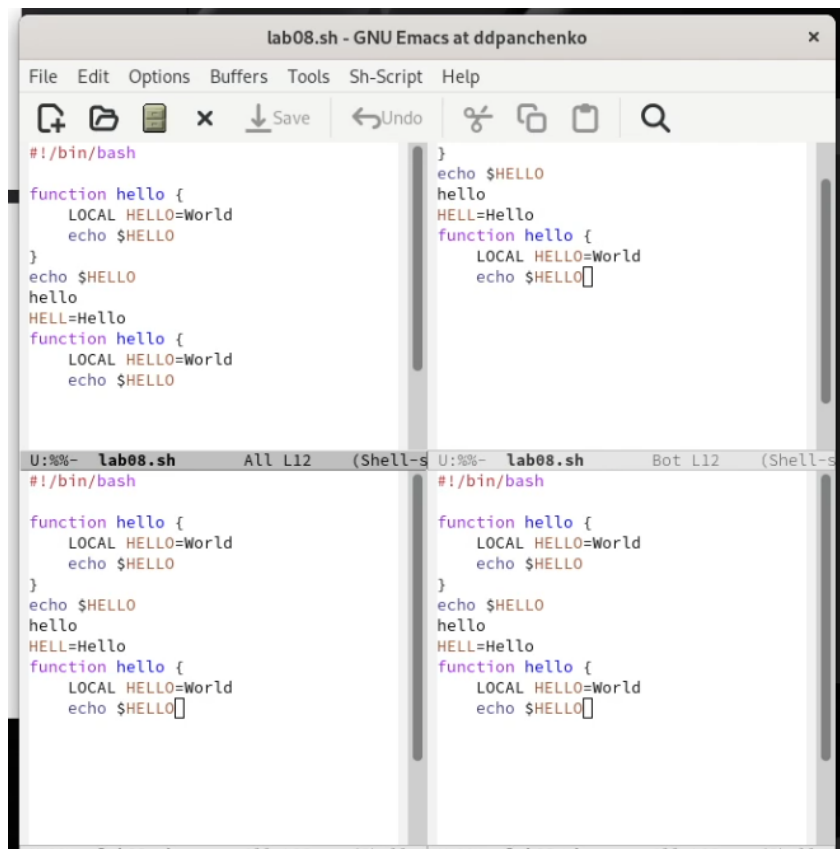 lab08.sh - GNU Emacs at ddpanchenko
File Edit Options Buffers Tools Sh-Script Help
Save Undo
#!/bin/bash

function hello {
    LOCAL HELLO=World
    echo $HELLO
}
echo $HELLO
hello
HELL=Hello
function hello {
    LOCAL HELLO=World
    echo $HELLO
U:%%- lab08.sh All L12 (Shell-s
}
echo $HELLO
hello
HELL=Hello
function hello {
    LOCAL HELLO=World
    echo $HELLO
U:%%- lab08.sh Bot L12 (Shell-s
#!/bin/bash

function hello {
    LOCAL HELLO=World
    echo $HELLO
}
echo $HELLO
hello
HELL=Hello
function hello {
    LOCAL HELLO=World
    echo $HELLO
#!/bin/bash

function hello {
    LOCAL HELLO=World
    echo $HELLO
}
echo $HELLO
hello
HELL=Hello
function hello {
    LOCAL HELLO=World
    echo $HELLO